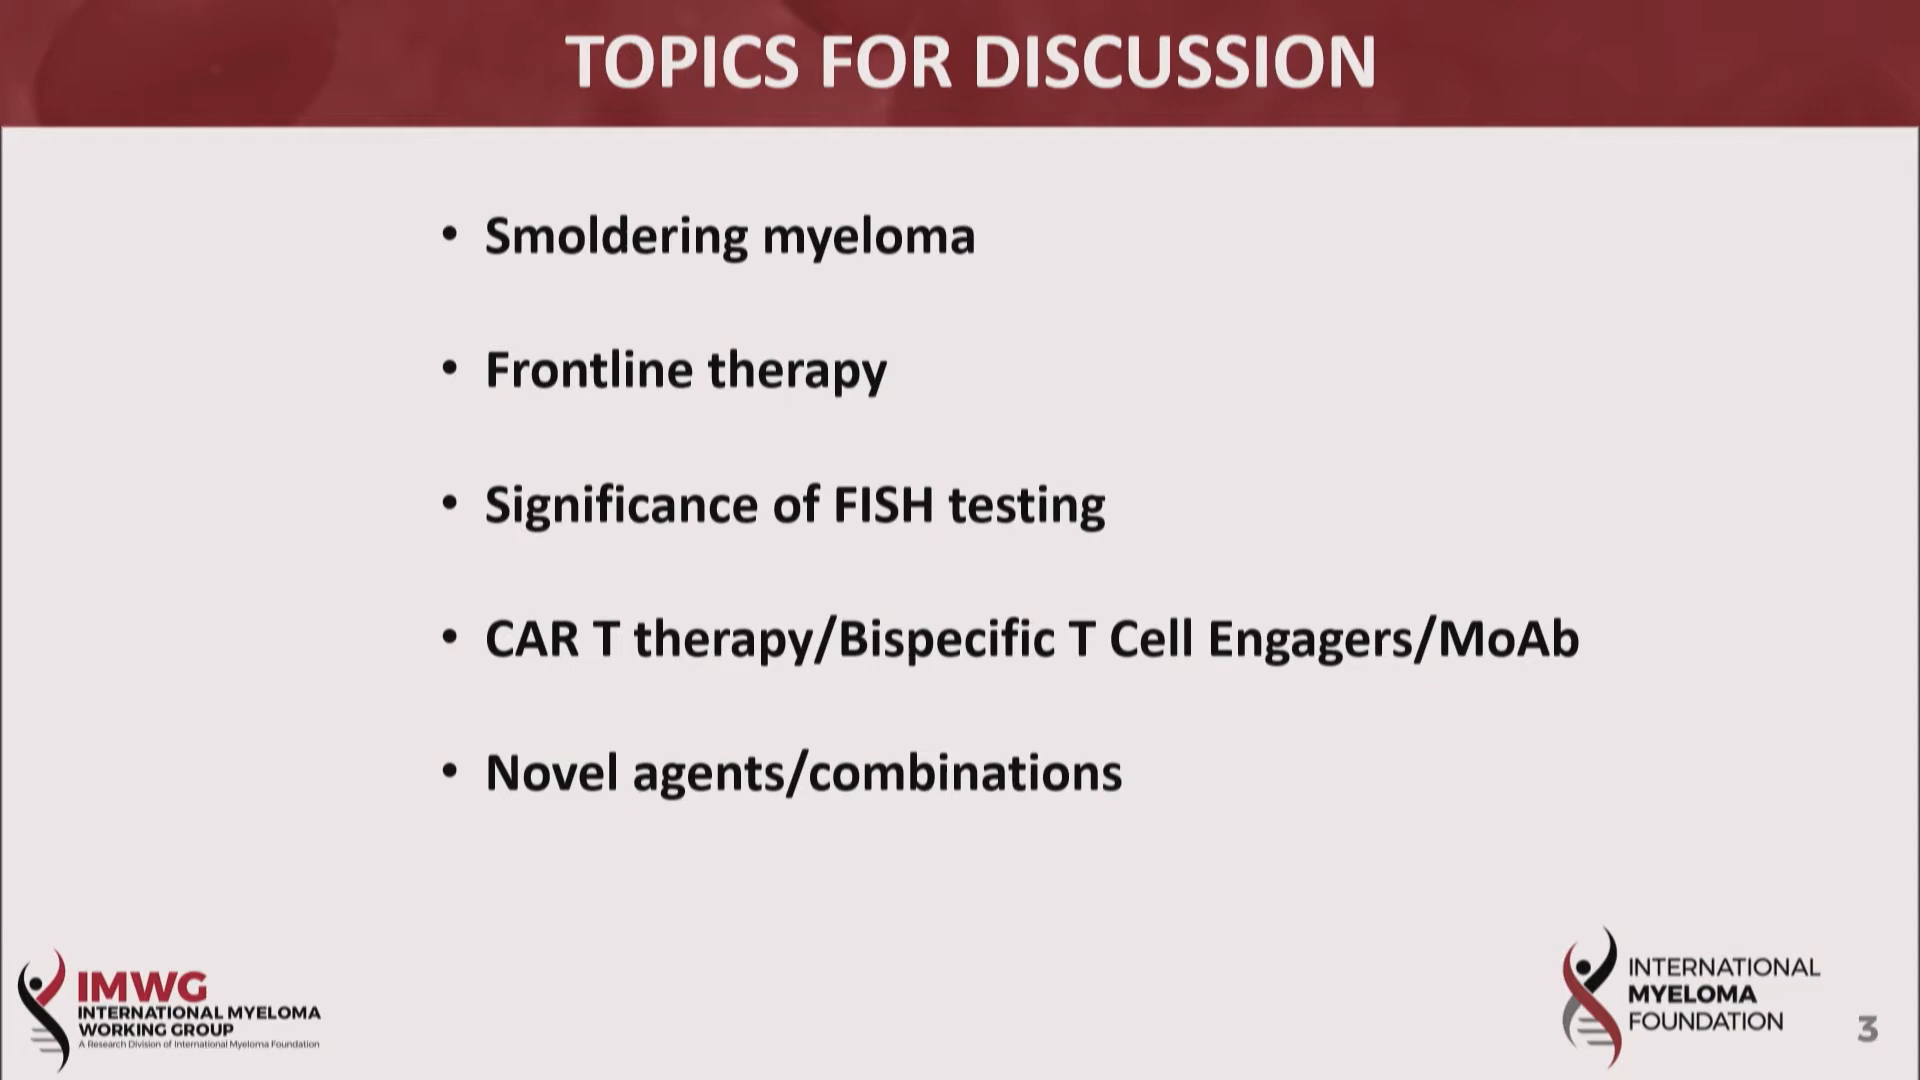 TOPICS FOR DISCUSSION
• Smoldering myeloma
• Frontline therapy
• Significance of FISH testing
• CAR T therapy/Bispecific T Cell Engagers/MoAb
• Novel agents/combinations
IMWG
INTERNATIONAL MYELOMA
WORKING GROUP
A Research Division of International Myeloma Foundation
INTERNATIONAL
MYELOMA
FOUNDATION
3